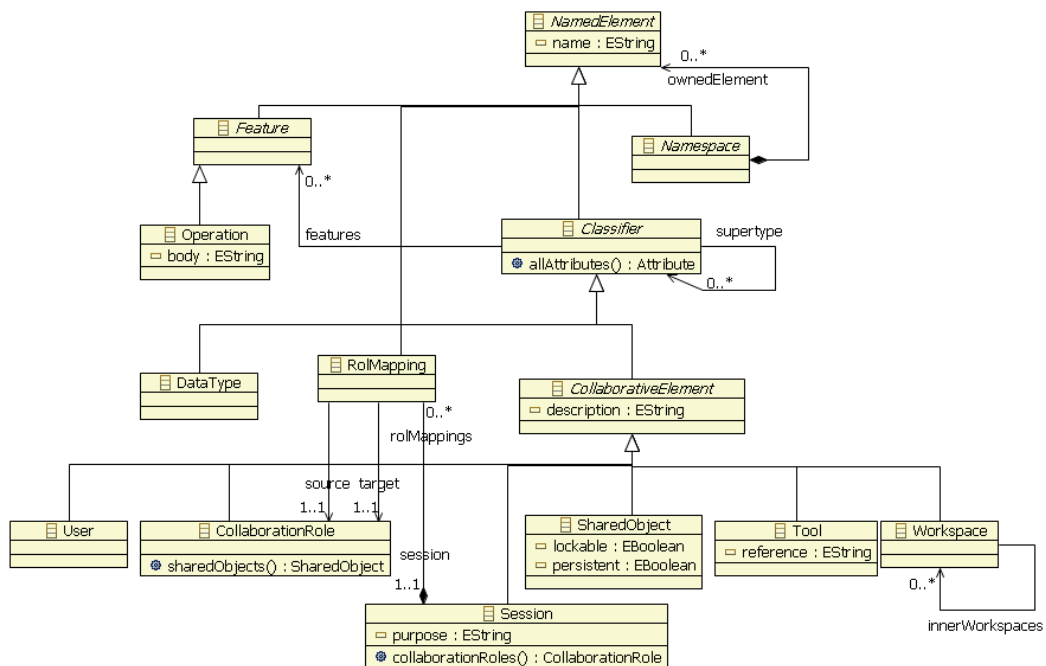 NamedElement
name : EString
0..*
ownedElement
Feature
Namespace
0..*
Operation
body : EString
features
Classifier
allAttributes() : Attribute
supertype
0..*
DataType
RolMapping
0..*
rolMappings
CollaborativeElement
description : EString
source target
1..1 1..1
User
CollaborationRole
sharedObjects() : SharedObject
session
1..1
SharedObject
lockable : EBoolean
persistent : EBoolean
Tool
reference : EString
Workspace
0..*
innerWorkspaces
Session
purpose : EString
collaborationRoles() : CollaborationRole